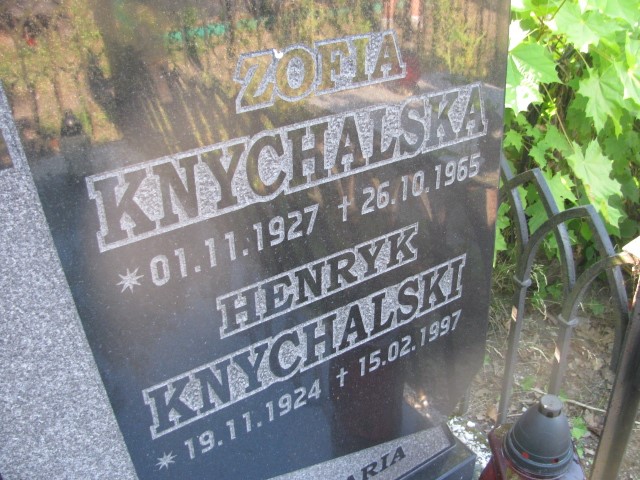 ZOFIA
KNYCHALSKA
* 01.11.1927 † 26.10.1965
HENRYK
KNYCHALSKI
* 19.11.1924 † 15.02.1997